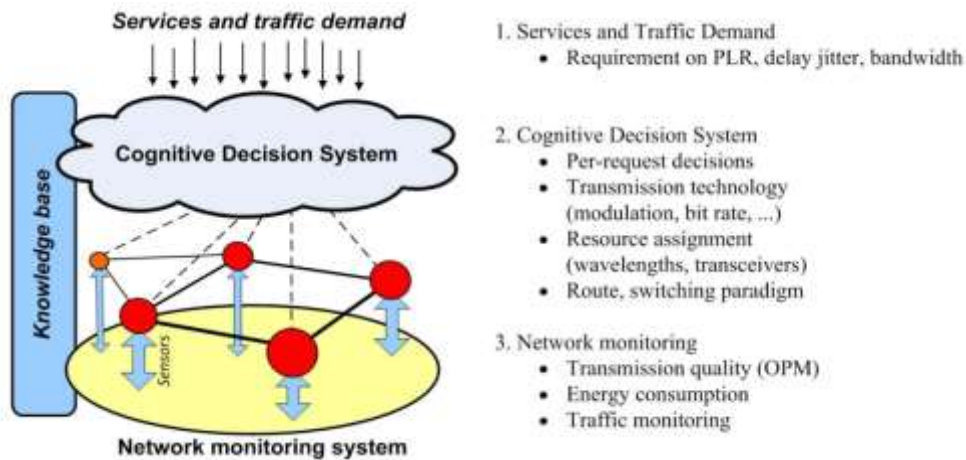 Services and traffic demand
Knowledge base
Cognitive Decision System
Sensors
Network monitoring system
1. Services and Traffic Demand
• Requirement on PLR, delay jitter, bandwidth
2. Cognitive Decision System
• Per-request decisions
• Transmission technology
(modulation, bit rate, ...)
• Resource assignment
(wavelengths, transceivers)
• Route, switching paradigm
3. Network monitoring
• Transmission quality (OPM)
• Energy consumption
• Traffic monitoring